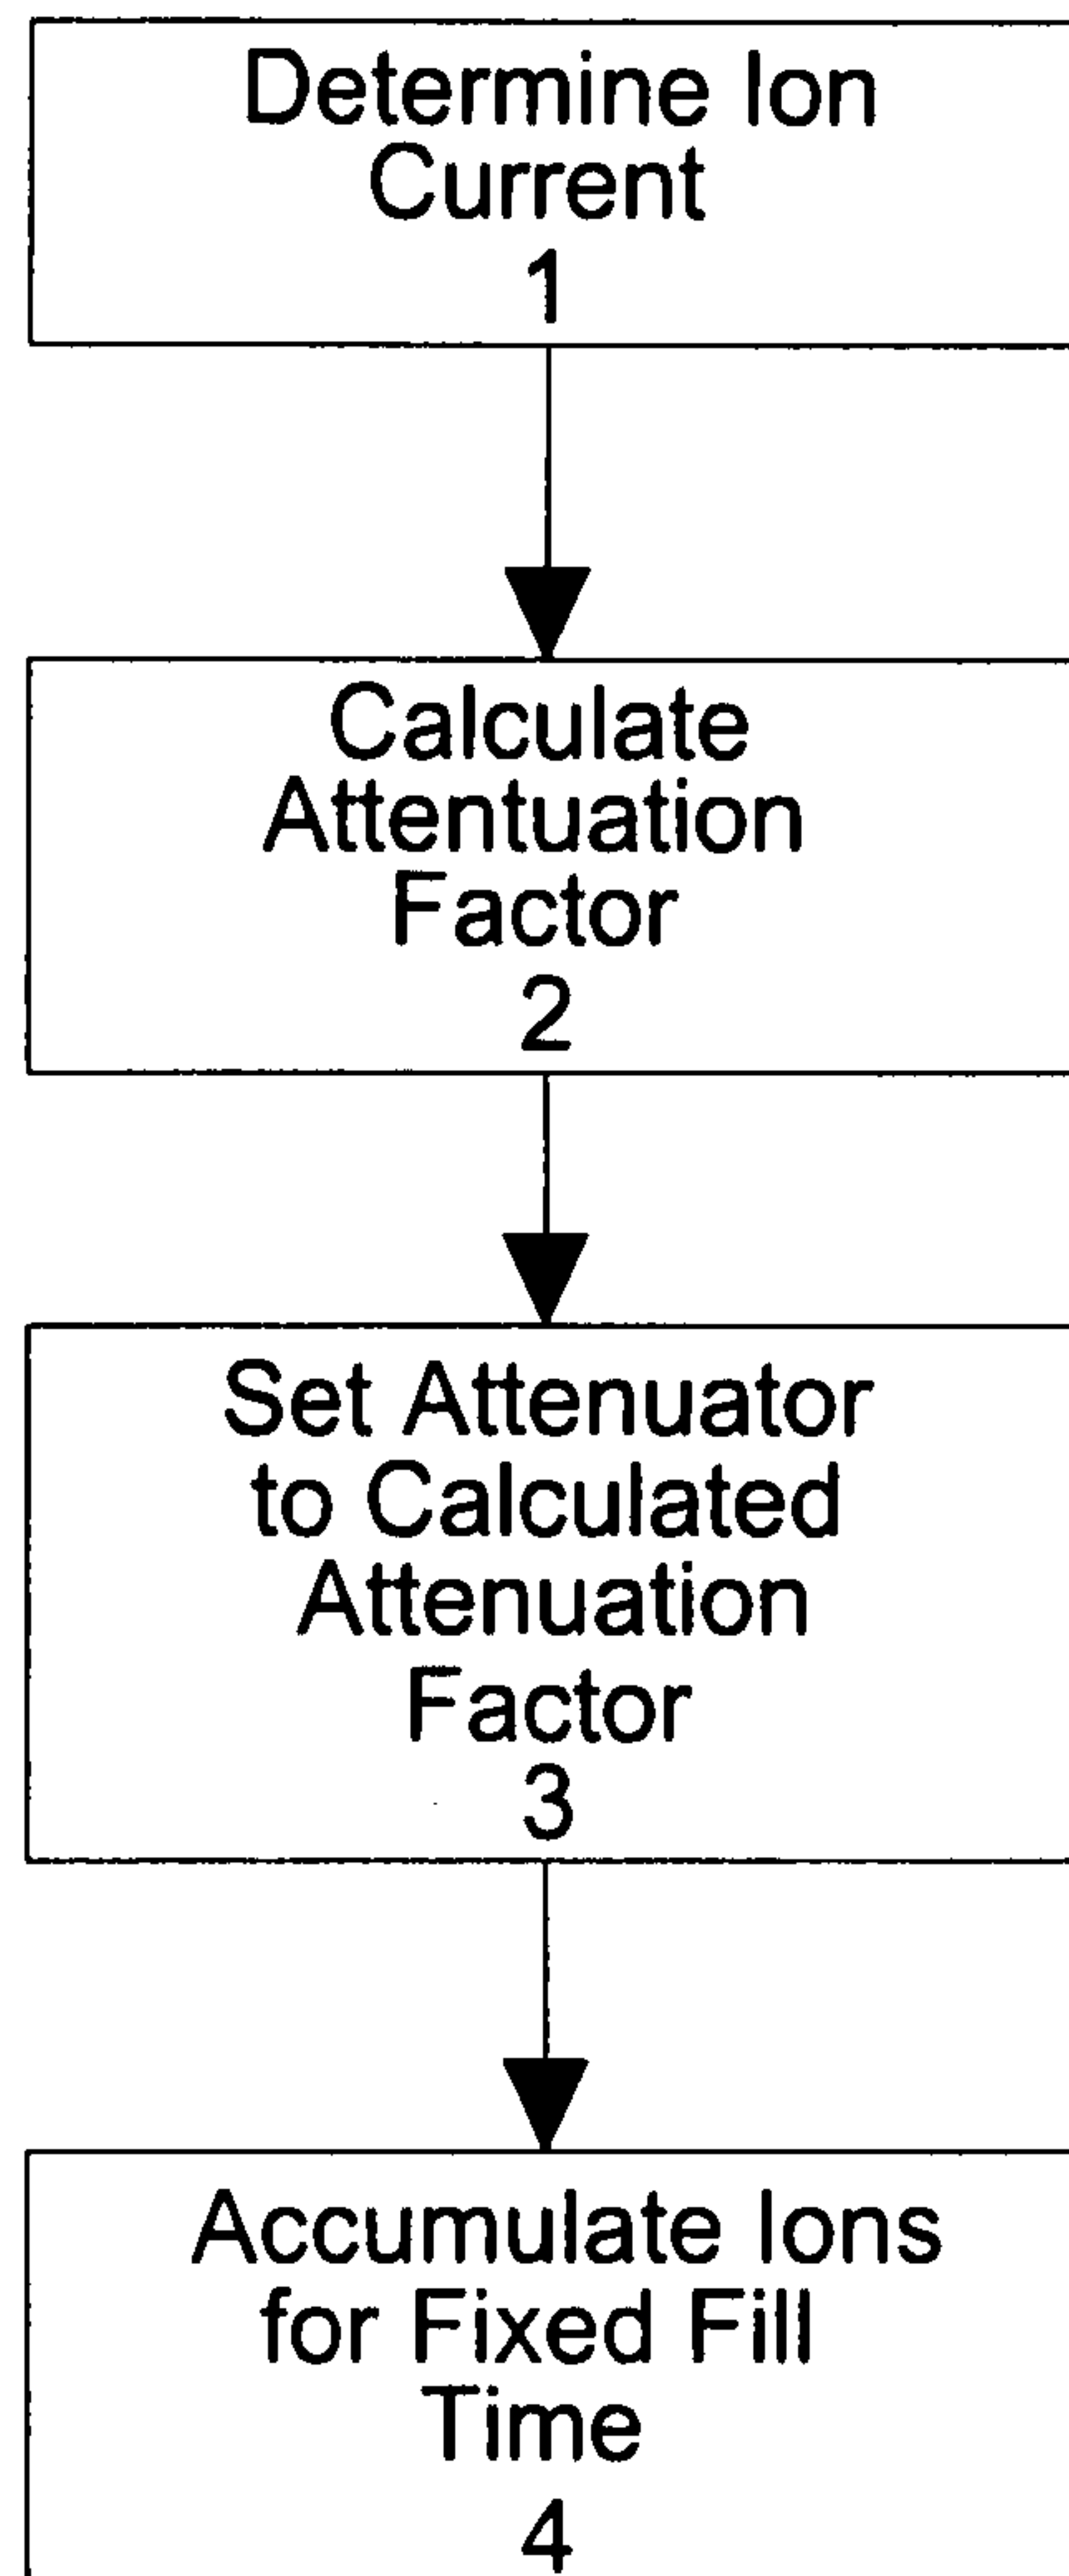 Determine Ion
Current
1
Calculate
Attentuation
Factor
2
Set Attenuator
to Calculated
Attenuation
Factor
3
Accumulate Ions
for Fixed Fill
Time
4